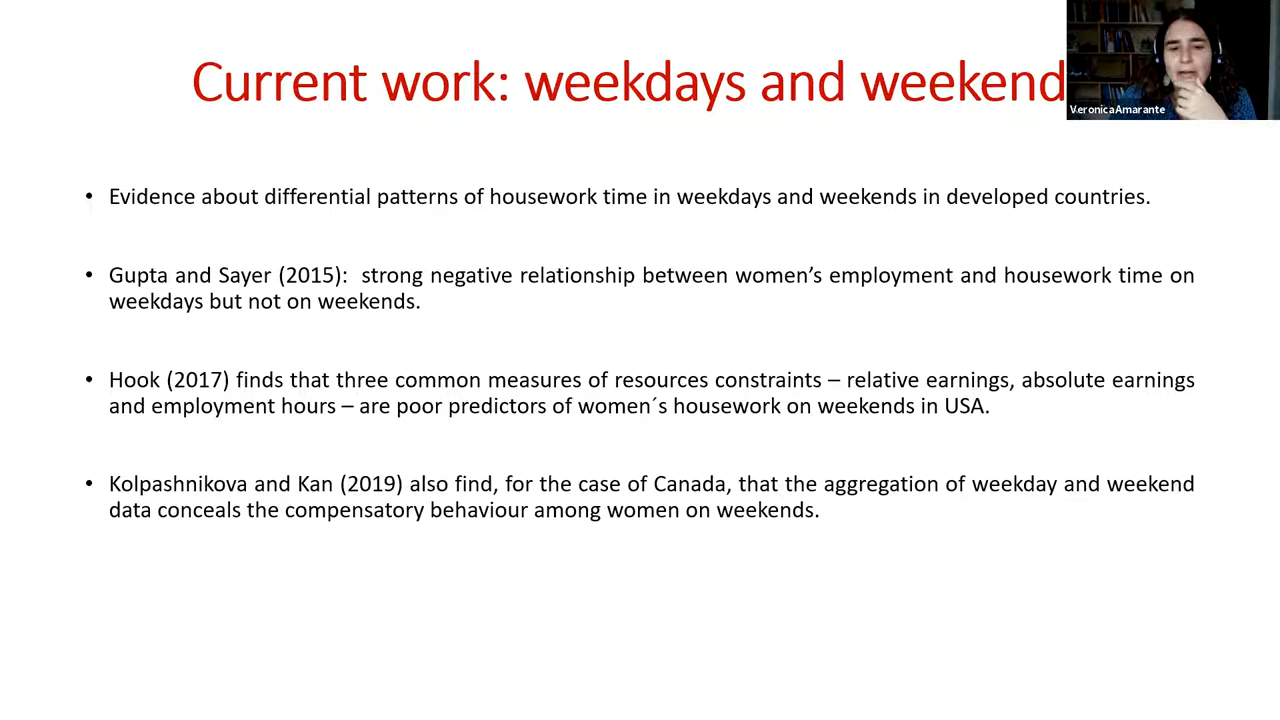 Current work: weekdays and weekend
Veronica Amarante
• Evidence about differential patterns of housework time in weekdays and weekends in developed countries.
• Gupta and Sayer (2015): strong negative relationship between women’s employment and housework time on
weekdays but not on weekends.
• Hook (2017) finds that three common measures of resources constraints – relative earnings, absolute earnings
and employment hours – are poor predictors of women´s housework on weekends in USA.
• Kolpashnikova and Kan (2019) also find, for the case of Canada, that the aggregation of weekday and weekend
data conceals the compensatory behaviour among women on weekends.